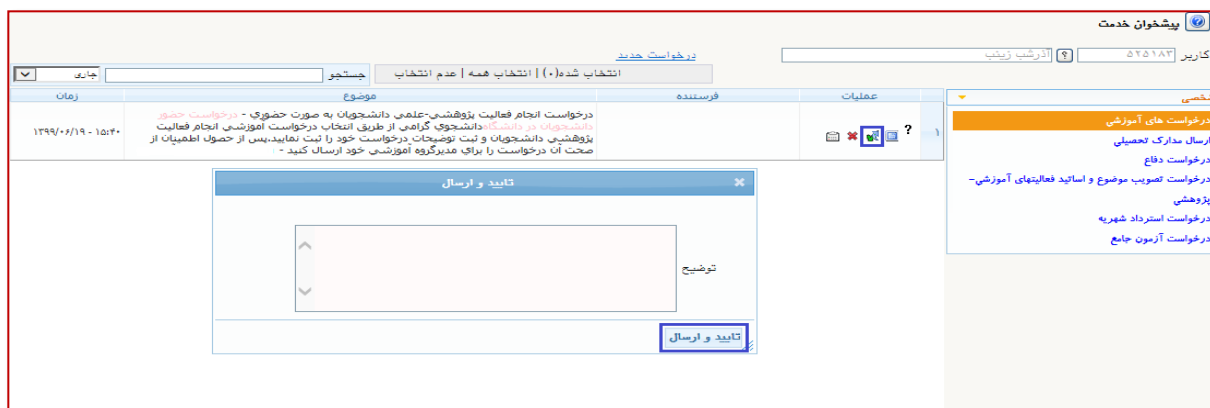 پیشخوان خدمت
کاربر ۵۲۵۱۸۳ ؟ آذرشب زینب
درخواست جدید
انتخاب شده(۰) | انتخاب همه | عدم انتخاب
جستجو
جاری
عملیات
فرستنده
موضوع
زمان
۱
؟
درخواست انجام فعالیت پژوهشی-علمی دانشجویان به صورت حضوري - درخواست حضور
دانشجویان در دانشگاهدانشجوي گرامی از طریق انتخاب درخواست آموزشی انجام فعالیت
پژوهشی دانشجویان و ثبت توضیحات درخواست خود را ثبت نمایید.پس از حصول اطمینان از
صحت آن درخواست را براي مدیرگروه آموزشی خود ارسال کنید -
۱۳۹۹/۰۶/۱۹ - ۱۵:۴۰
درخواست های آموزشی
ارسال مدارک تحصیلی
درخواست دفاع
درخواست تصویب موضوع و اساتید فعالیتهای آموزشی-
پژوهشی
درخواست استرداد شهریه
درخواست آزمون جامع
تایید و ارسال
توضیح
تایید و ارسال